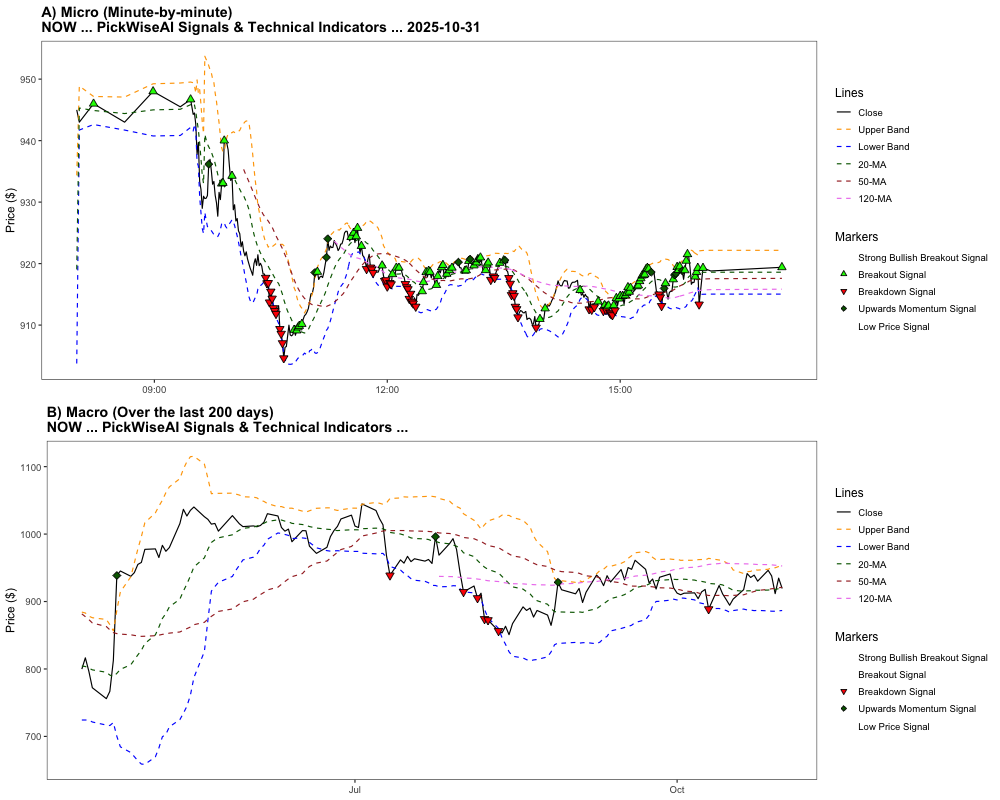 A) Micro (Minute-by-minute)
NOW ... PickWiseAI Signals & Technical Indicators ... 2025-10-31
Price ($)
950
940
930
920
910
09:00
12:00
15:00
Lines
Close
Upper Band
Lower Band
20-MA
50-MA
120-MA
Markers
Strong Bullish Breakout Signal
Breakout Signal
Breakdown Signal
Upwards Momentum Signal
Low Price Signal
B) Macro (Over the last 200 days)
NOW ... PickWiseAI Signals & Technical Indicators ...
Price ($)
1100
1000
900
800
700
Jul
Oct
Lines
Close
Upper Band
Lower Band
20-MA
50-MA
120-MA
Markers
Strong Bullish Breakout Signal
Breakout Signal
Breakdown Signal
Upwards Momentum Signal
Low Price Signal